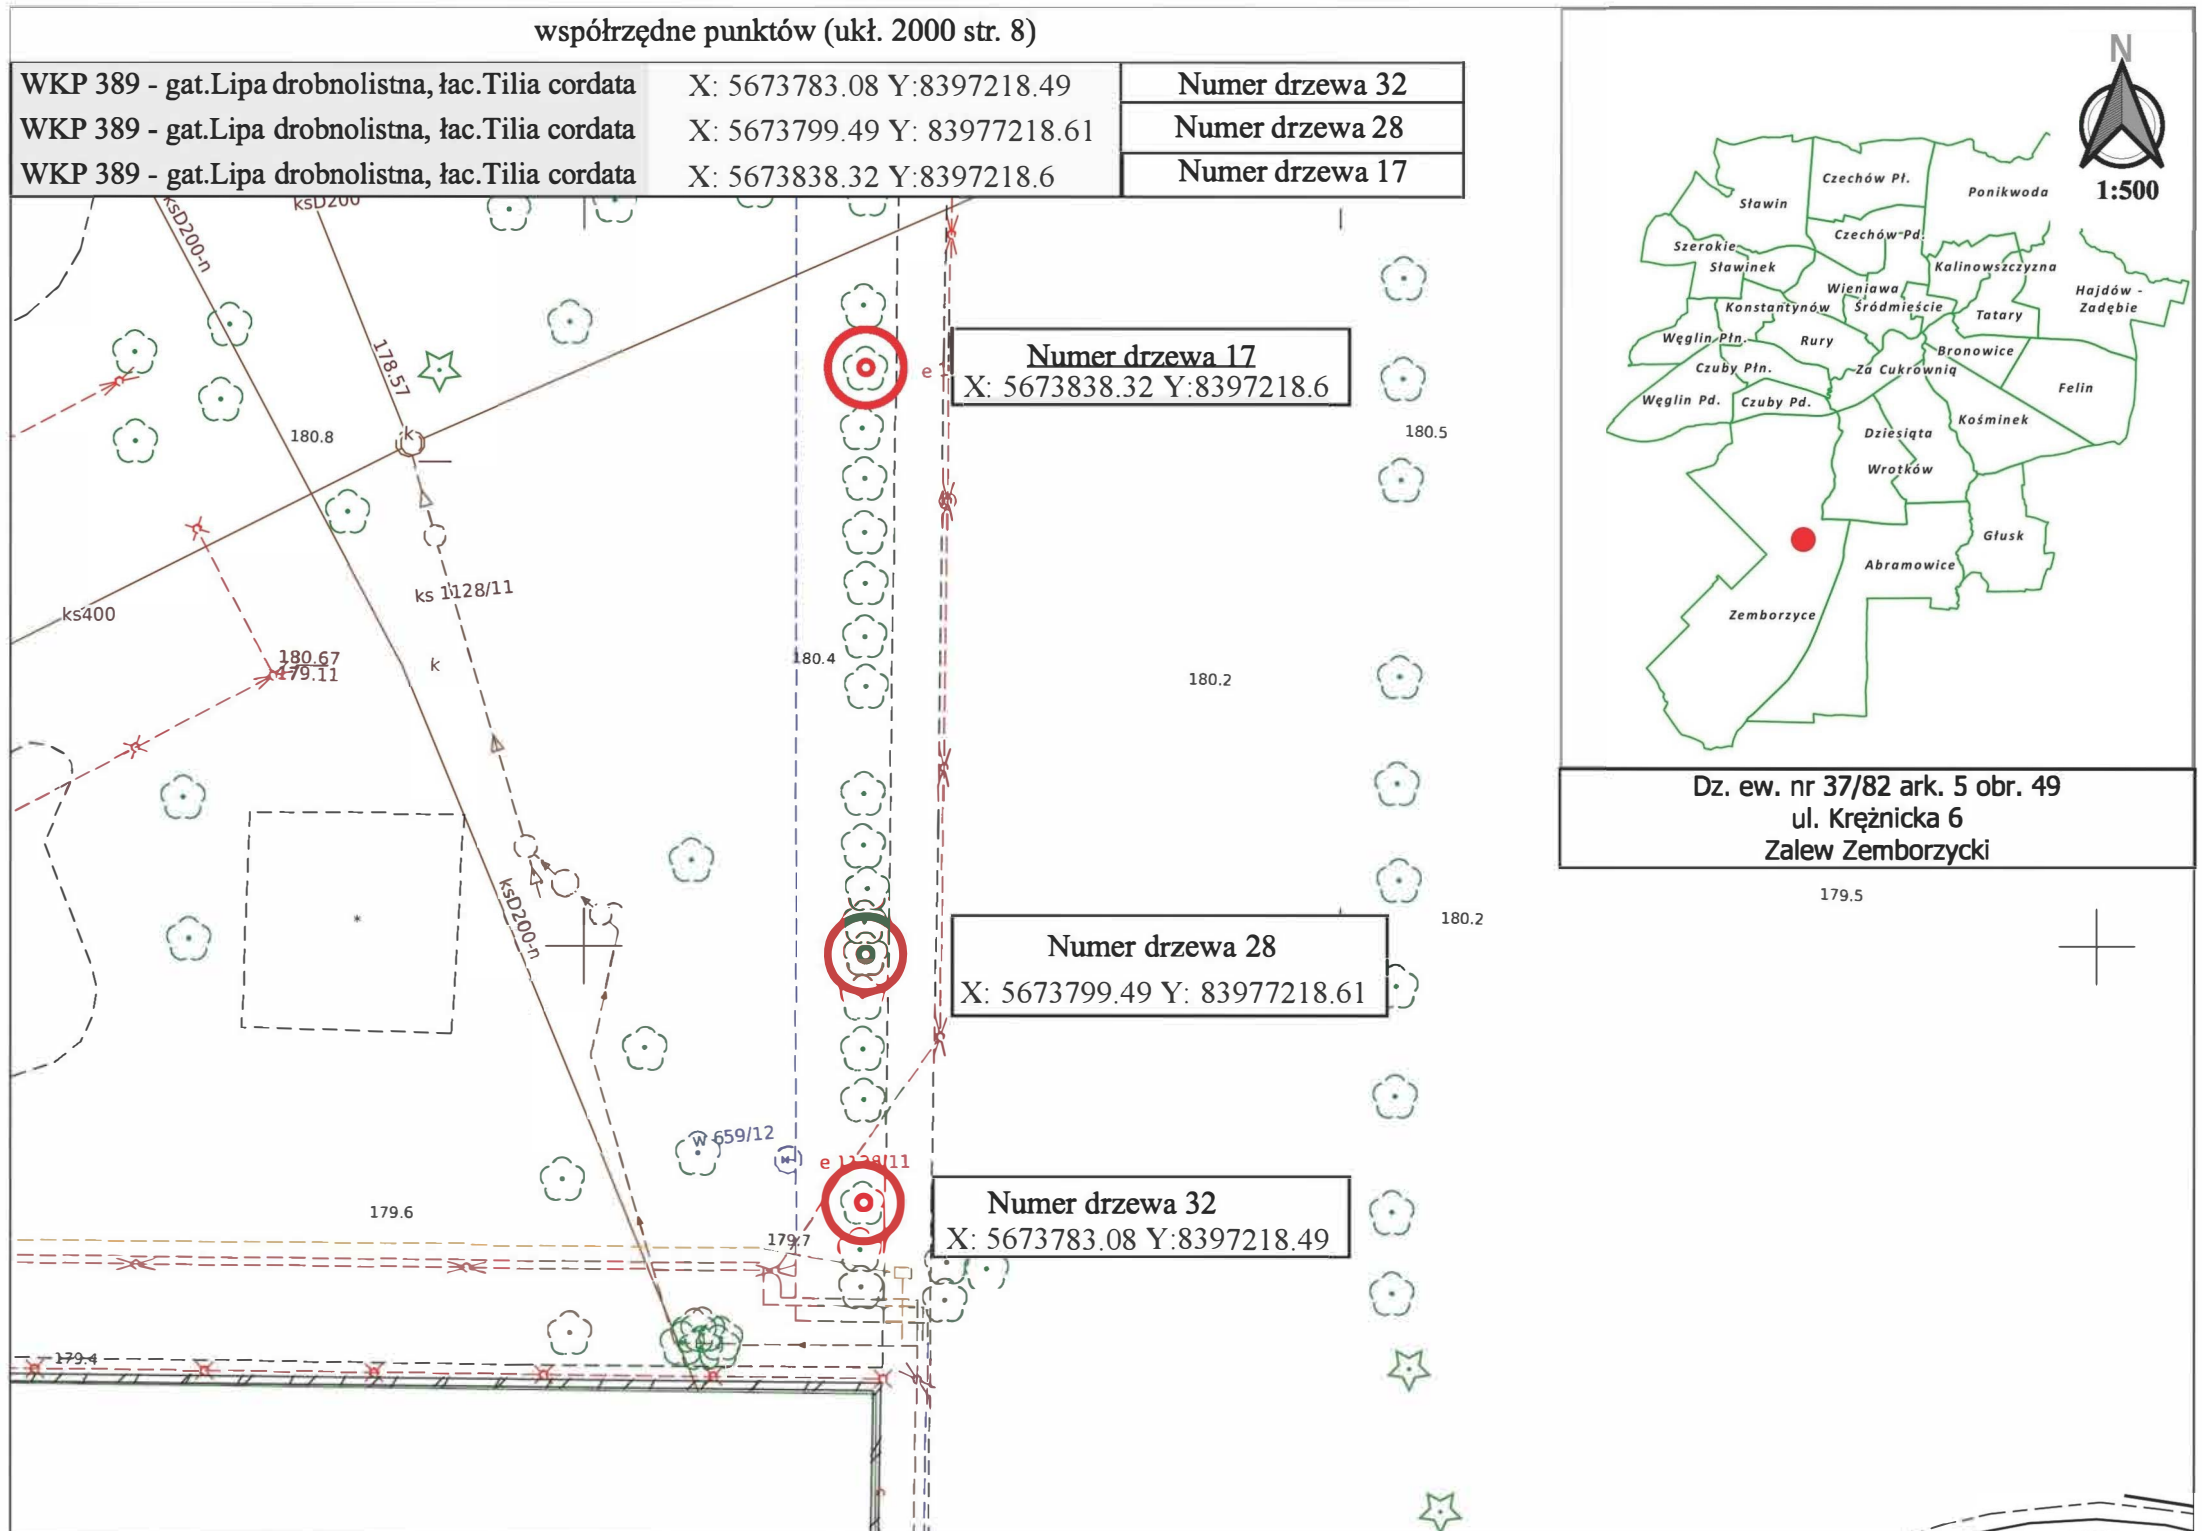 współrzędne punktów (ukł. 2000 str. 8)
WKP 389 - gat.Lipa drobnolistna, łac.Tilia cordata X: 5673783.08 Y:8397218.49 Numer drzewa 32
WKP 389 - gat.Lipa drobnolistna, łac.Tilia cordata X: 5673799.49 Y: 83977218.61 Numer drzewa 28
WKP 389 - gat.Lipa drobnolistna, łac.Tilia cordata X: 5673838.32 Y:8397218.6 Numer drzewa 17
N
1:500
Sławin
Czechów Pł.
Ponikwoda
Czechów Pd.
Szerokie
Sławinek
Kalinowszczyzna
Wieniawa
Hajdów -
Zadębie
Konstantynów
Śródmieście
Tatary
Węglin Płn.
Rury
Bronowice
Czuby Płn.
Za Cukrownią
Felin
Węglin Pd.
Czuby Pd.
Kośminek
Dziesiąta
Wrotków
Głusk
Abramowice
Zemborzyce
Dz. ew. nr 37/82 ark. 5 obr. 49
ul. Krężnicka 6
Zalew Zemborzycki
ksD200-n
ksD200
178.57
180.8
k
Numer drzewa 17
X: 5673838.32 Y:8397218.6
180.5
ks 1128/11
ks400
180.67
179.11
k
180.4
180.2
179.5
ksD200-n
Numer drzewa 28
X: 5673799.49 Y: 83977218.61
180.2
w 659/12
e 1128/11
179.6
Numer drzewa 32
X: 5673783.08 Y:8397218.49
179.7
179.4